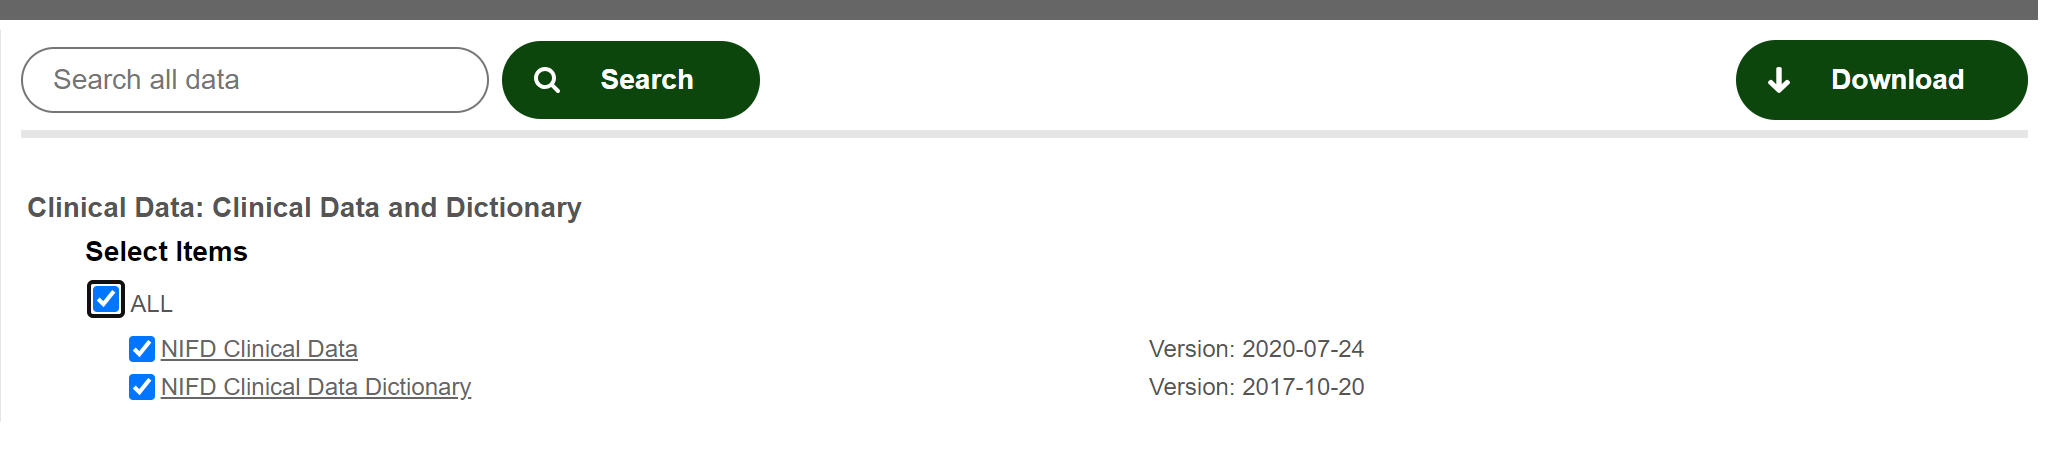 Search all data
Search
Download
Clinical Data: Clinical Data and Dictionary
Select Items
ALL
NIFD Clinical Data Version: 2020-07-24
NIFD Clinical Data Dictionary Version: 2017-10-20